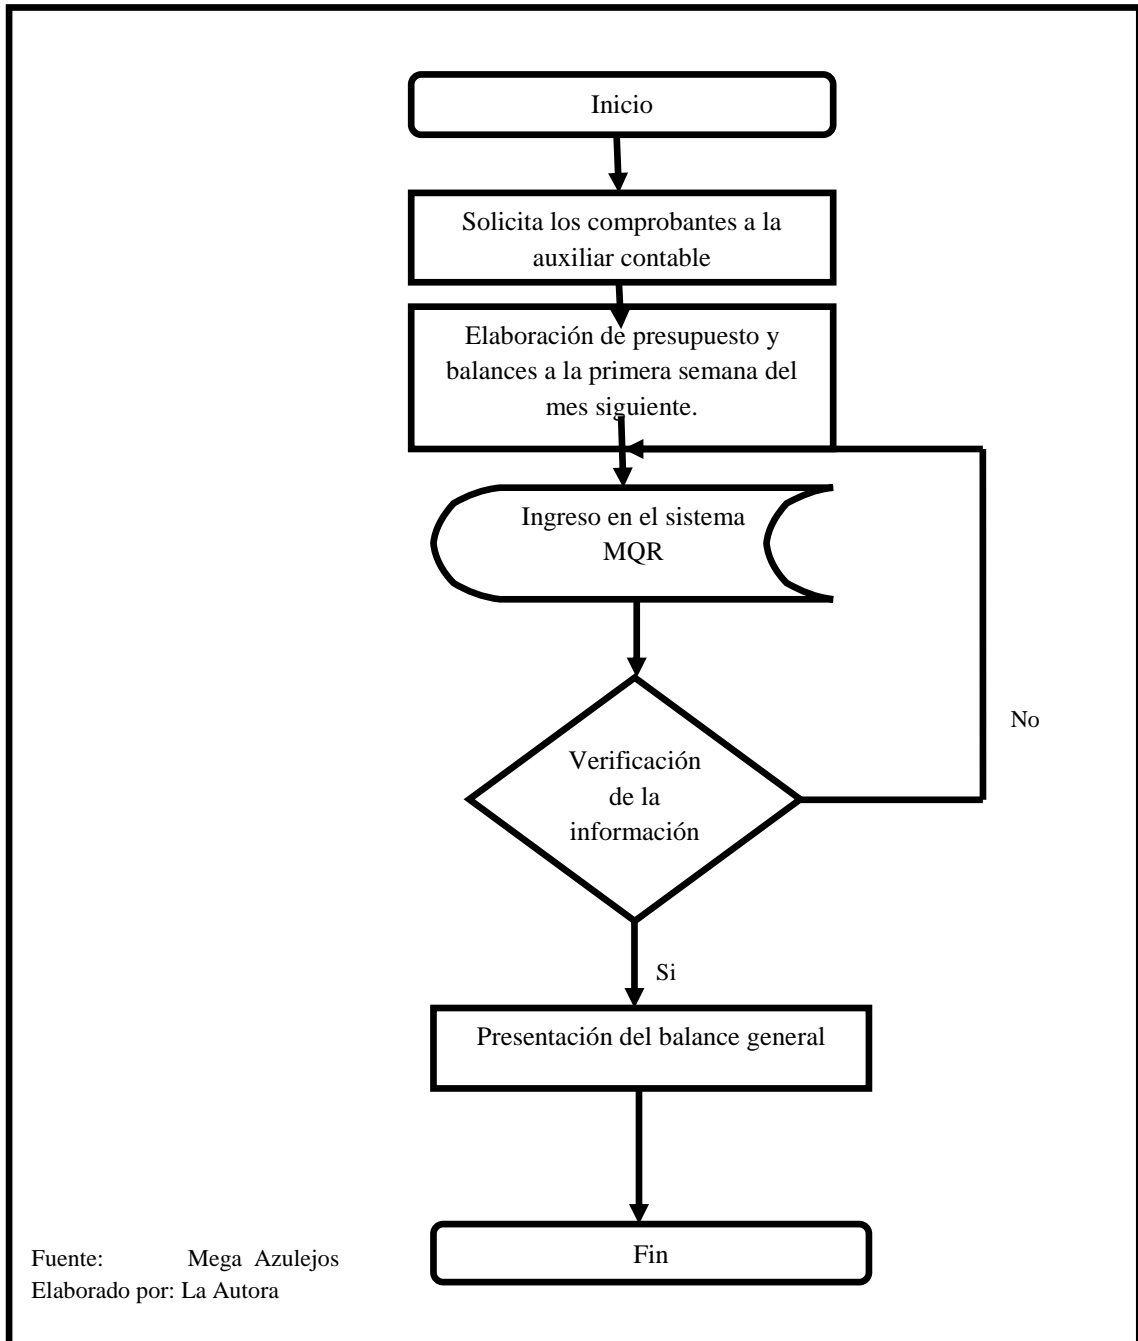 Inicio
Solicita los comprobantes a la
auxiliar contable
Elaboración de presupuesto y
balances a la primera semana del
mes siguiente.
Ingreso en el sistema
MQR
No
Verificación
de la
información
Si
Presentación del balance general
Fin
Fuente: Mega Azulejos
Elaborado por: La Autora